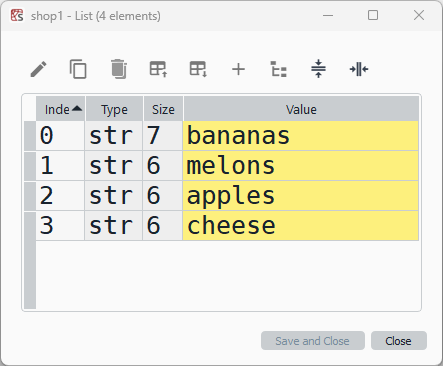 shop1 - List (4 elements)
Inde Type Size Value
0 str 7 bananas
1 str 6 melons
2 str 6 apples
3 str 6 cheese
Save and Close Close